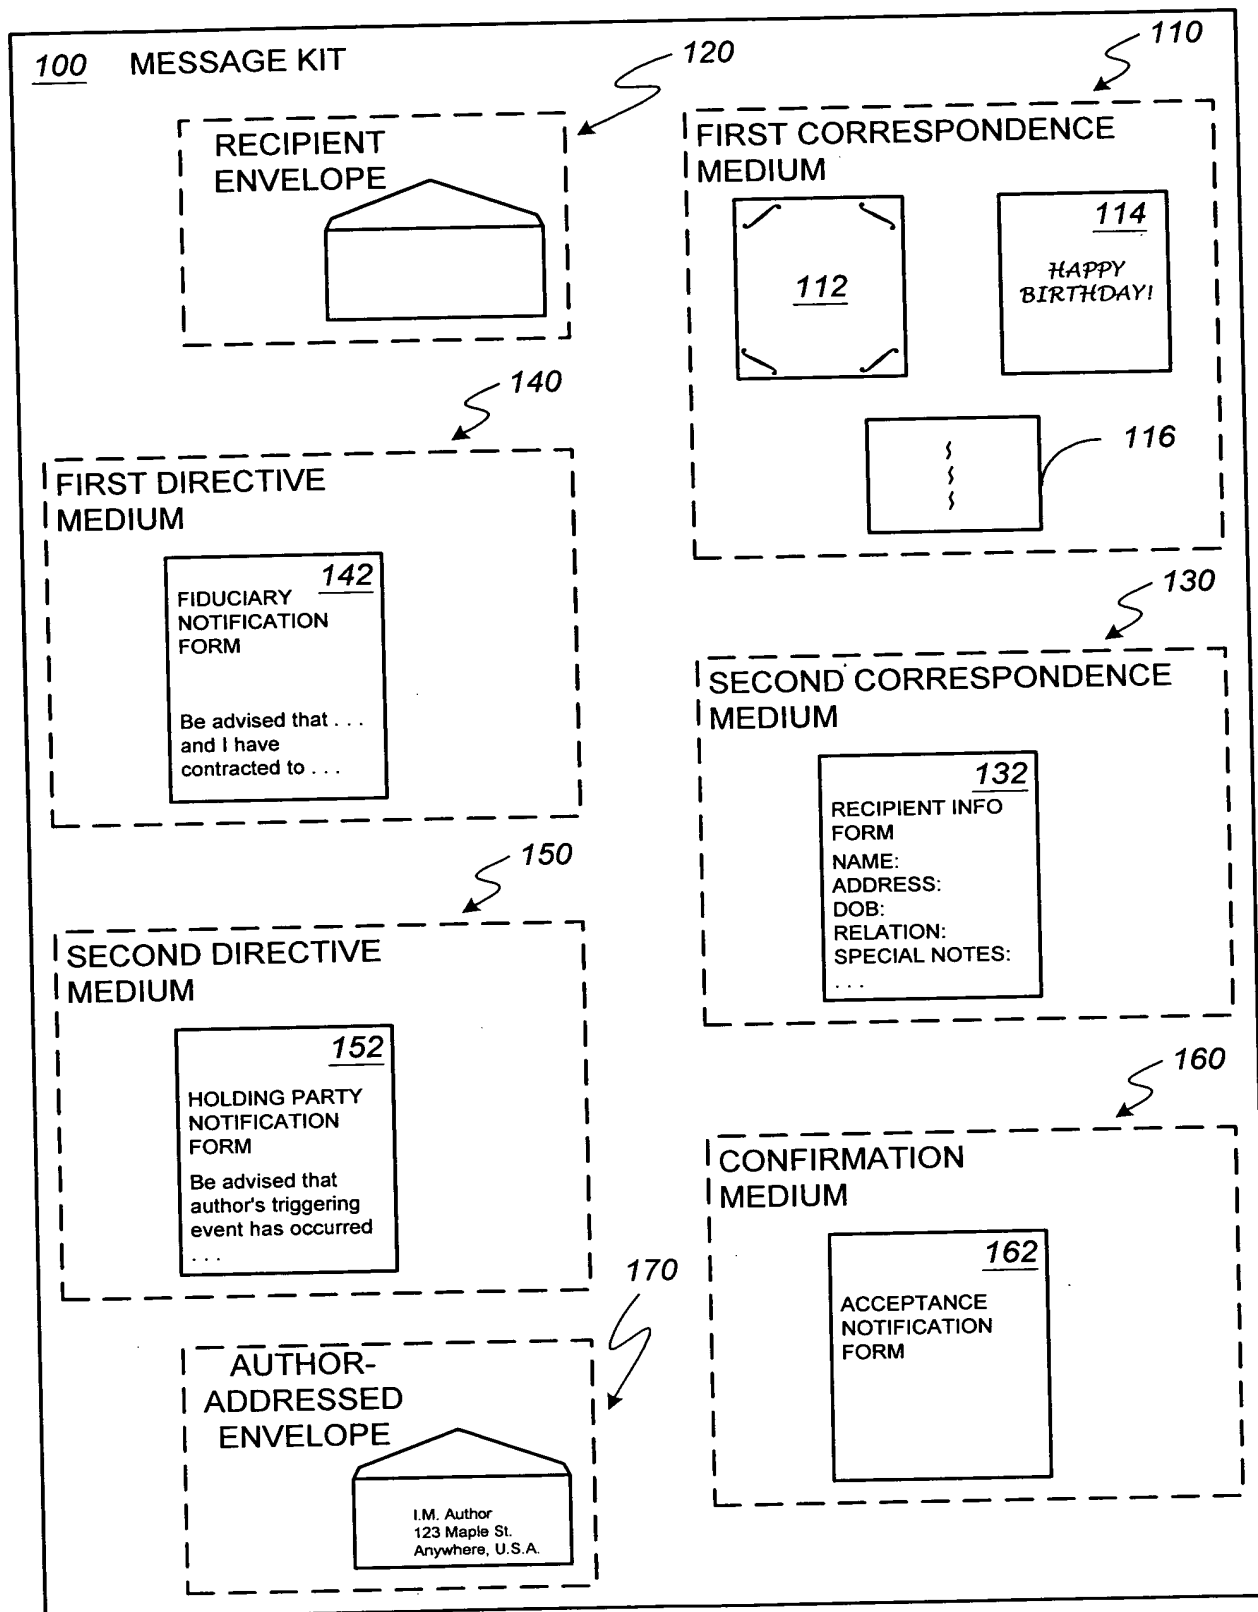 100 MESSAGE KIT
120
RECIPIENT
ENVELOPE
110
FIRST CORRESPONDENCE
MEDIUM
112
114
HAPPY
BIRTHDAY!
116
140
FIRST DIRECTIVE
MEDIUM
142
FIDUCIARY
NOTIFICATION
FORM
Be advised that . . .
and I have
contracted to . . .
130
SECOND CORRESPONDENCE
MEDIUM
132
RECIPIENT INFO
FORM
NAME:
ADDRESS:
DOB:
RELATION:
SPECIAL NOTES:
. . .
150
SECOND DIRECTIVE
MEDIUM
152
HOLDING PARTY
NOTIFICATION
FORM
Be advised that
author's triggering
event has occurred
. . .
160
CONFIRMATION
MEDIUM
162
ACCEPTANCE
NOTIFICATION
FORM
170
AUTHOR-
ADDRESSED
ENVELOPE
I.M. Author
123 Maple St.
Anywhere, U.S.A.